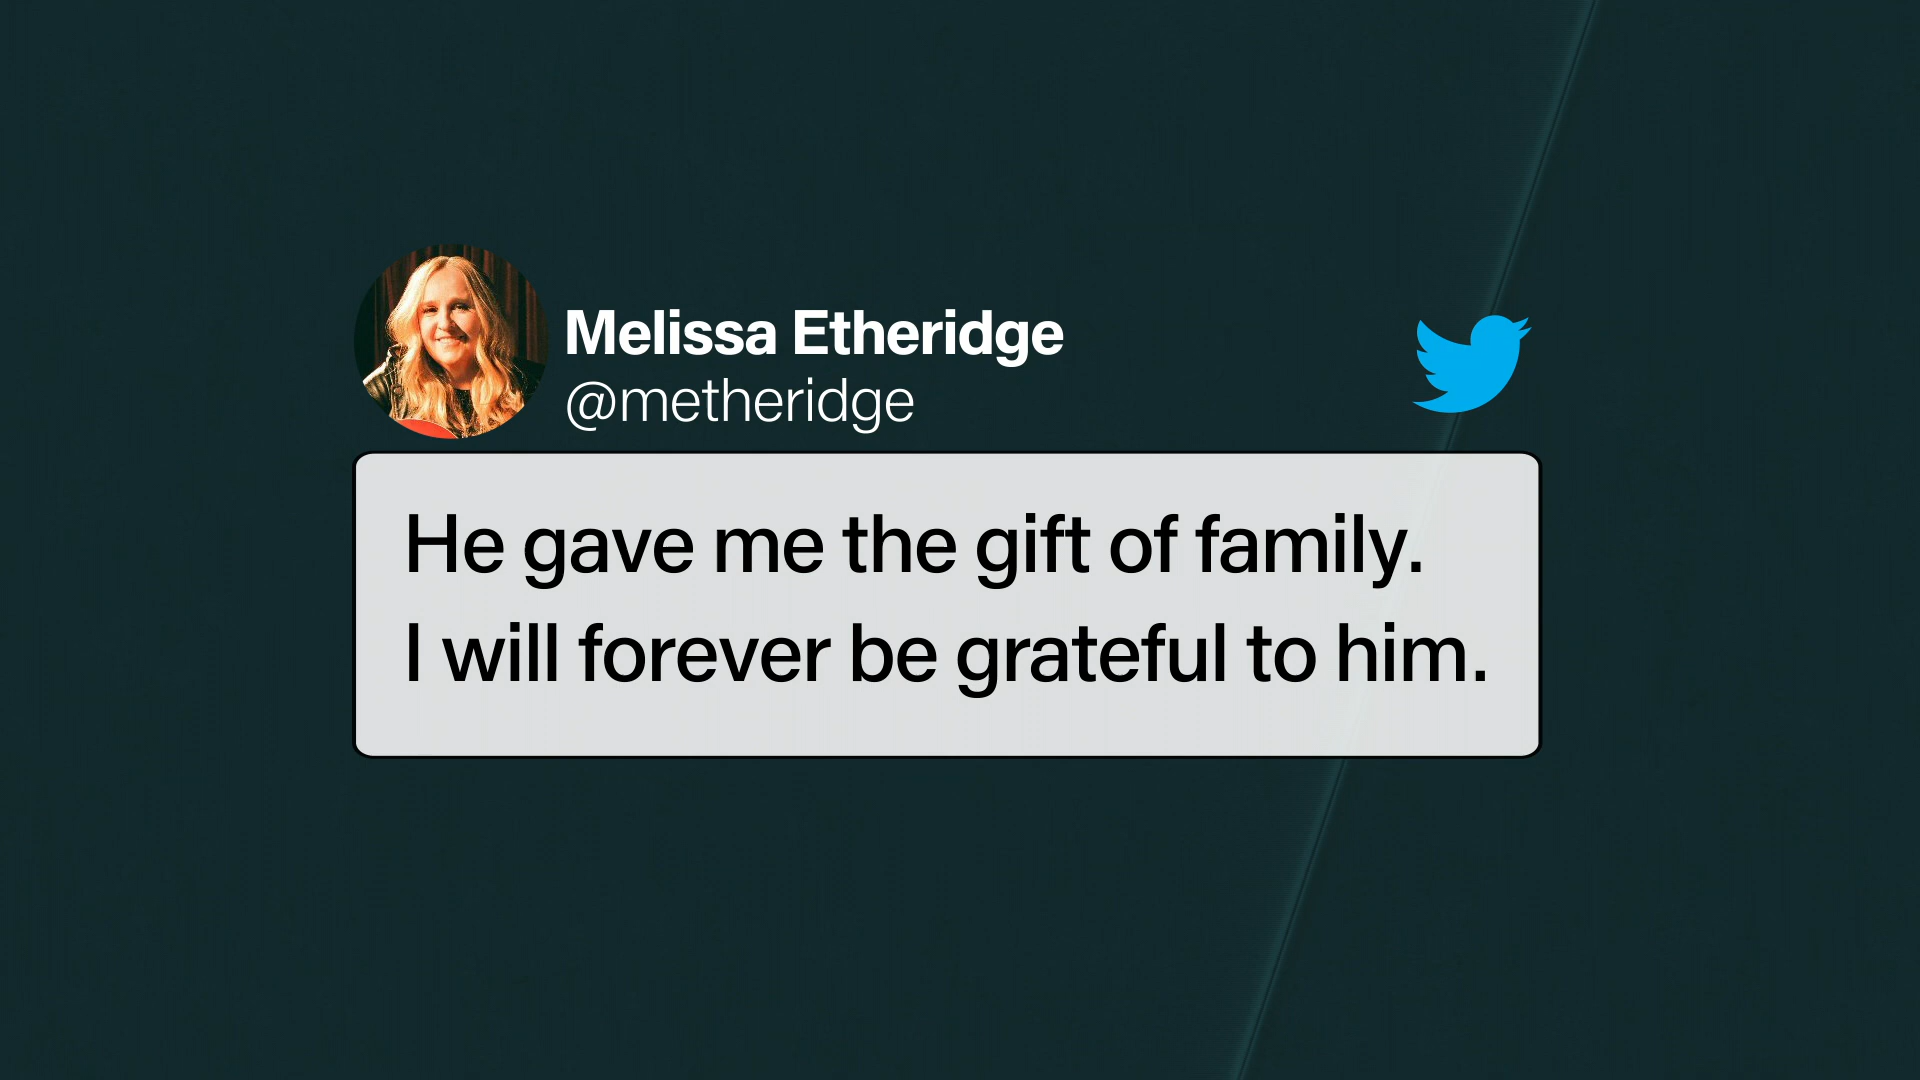 Melissa Etheridge
@metheridge
He gave me the gift of family.
I will forever be grateful to him.